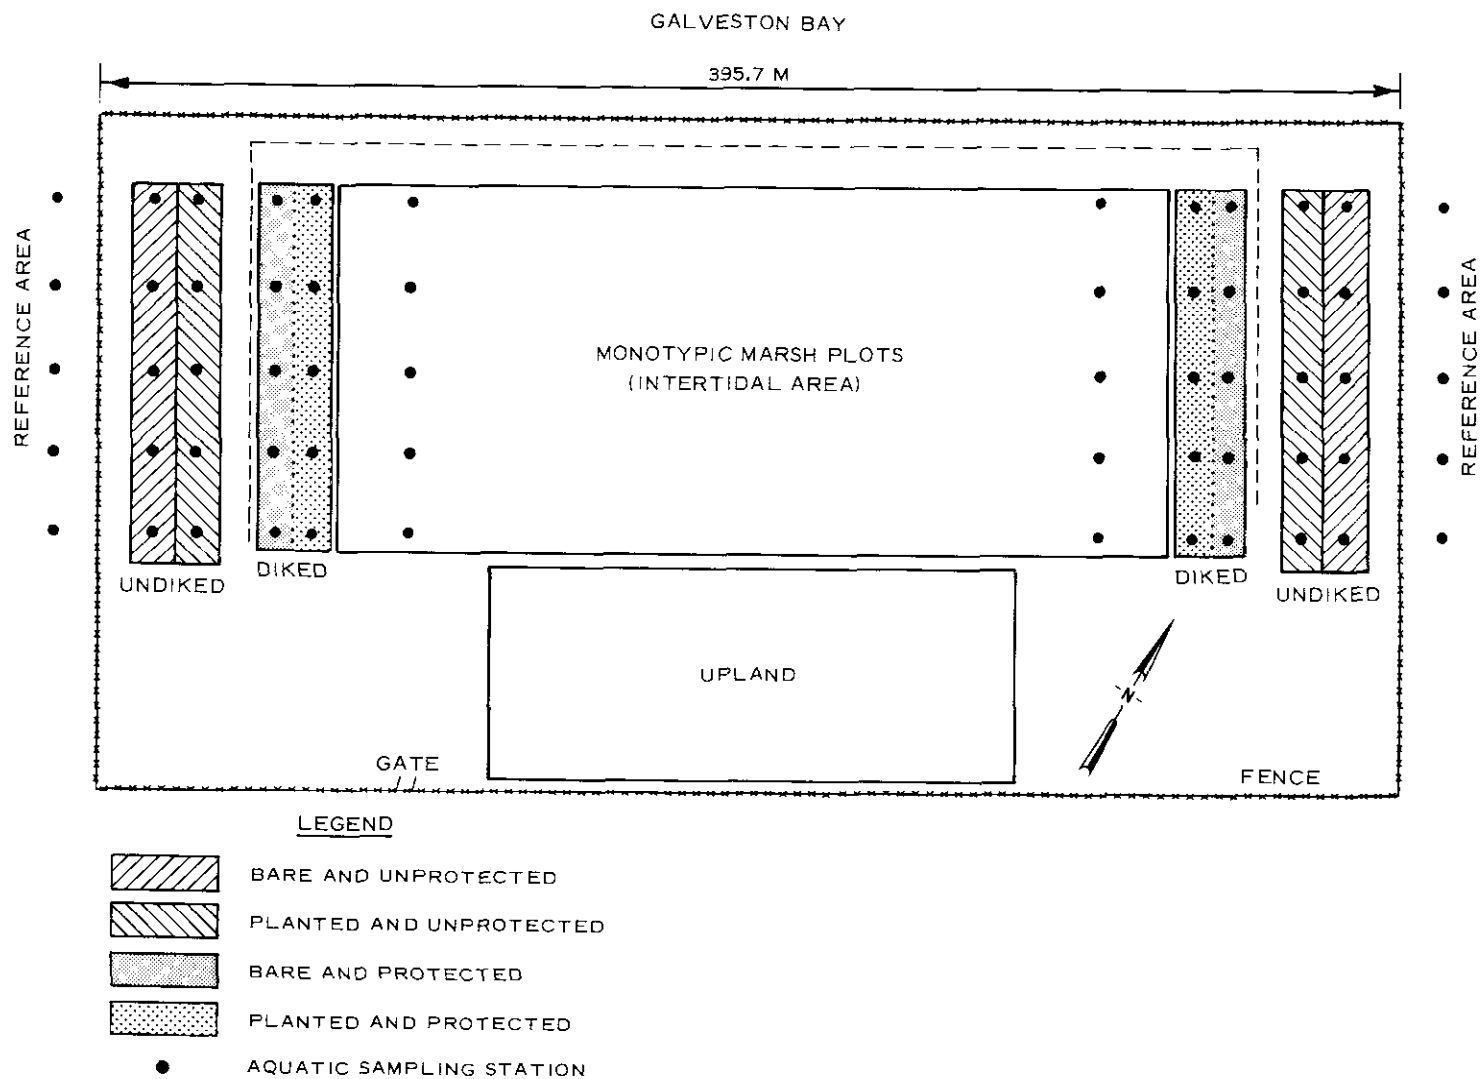 GALVESTON BAY
395.7 M
REFERENCE AREA
MONOTYPIC MARSH PLOTS
(INTERTIDAL AREA)
REFERENCE AREA
UNDIKED
DIKED
DIKED
UNDIKED
UPLAND
N
GATE
FENCE
LEGEND
BARE AND UNPROTECTED
PLANTED AND UNPROTECTED
BARE AND PROTECTED
PLANTED AND PROTECTED
AQUATIC SAMPLING STATION